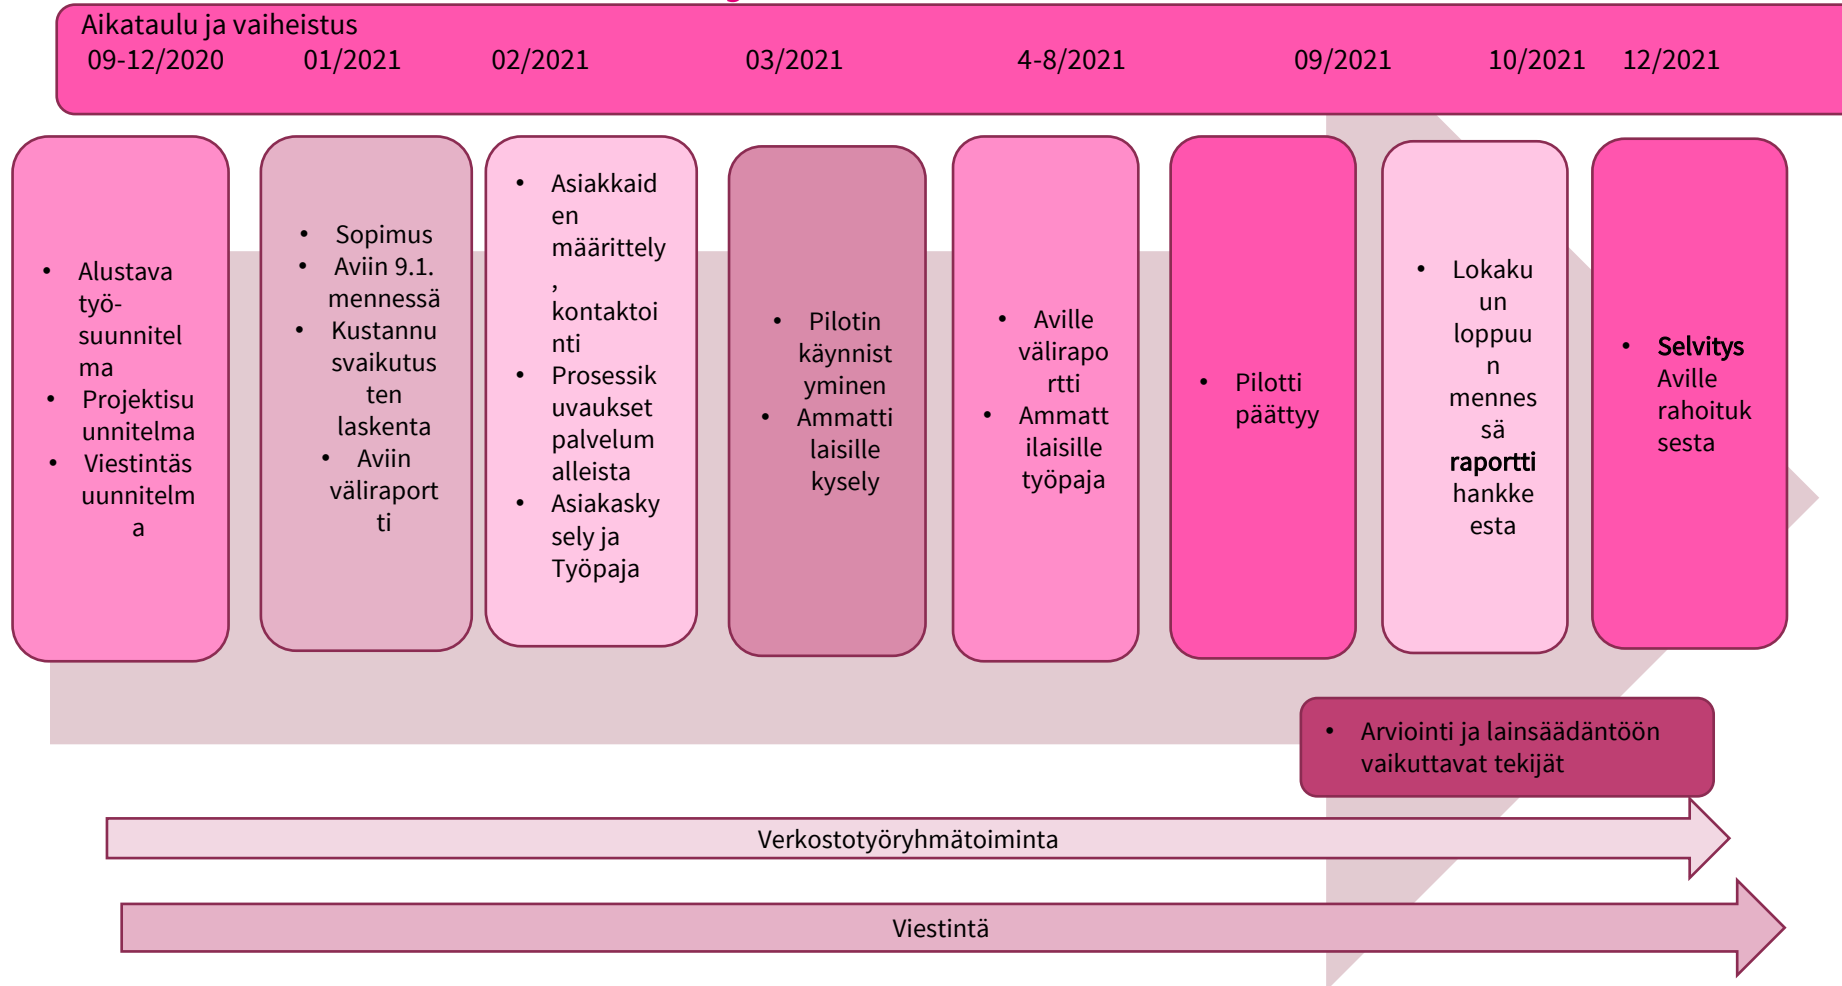 Aikataulu ja vaiheistus
09-12/2020 01/2021 02/2021 03/2021 4-8/2021 09/2021 10/2021 12/2021
• Alustava
työ-
suunnitel
ma
• Projektisu
unnitelma
• Viestintäs
uunnitelm
a
• Sopimus
• Aviin 9.1.
mennessä
• Kustannu
svaikutus
ten
laskenta
• Aviin
väliraport
ti
• Asiakkaid
en
määrittely
,
kontaktoi
nti
• Prosessik
uvaukset
palvelum
alleista
• Asiakasky
sely ja
Työpaja
• Pilotin
käynnist
yminen
• Ammatti
laisille
kysely
• Aville
välirapo
rtti
• Ammatt
ilaisille
työpaja
• Pilotti
päättyy
• Lokaku
un
loppuu
n
mennes
sä
raportti
hankke
esta
• Selvitys
Aville
rahoituk
sesta
• Arviointi ja lainsäädäntöön
vaikuttavat tekijät
Verkostotyöryhmätoiminta
Viestintä